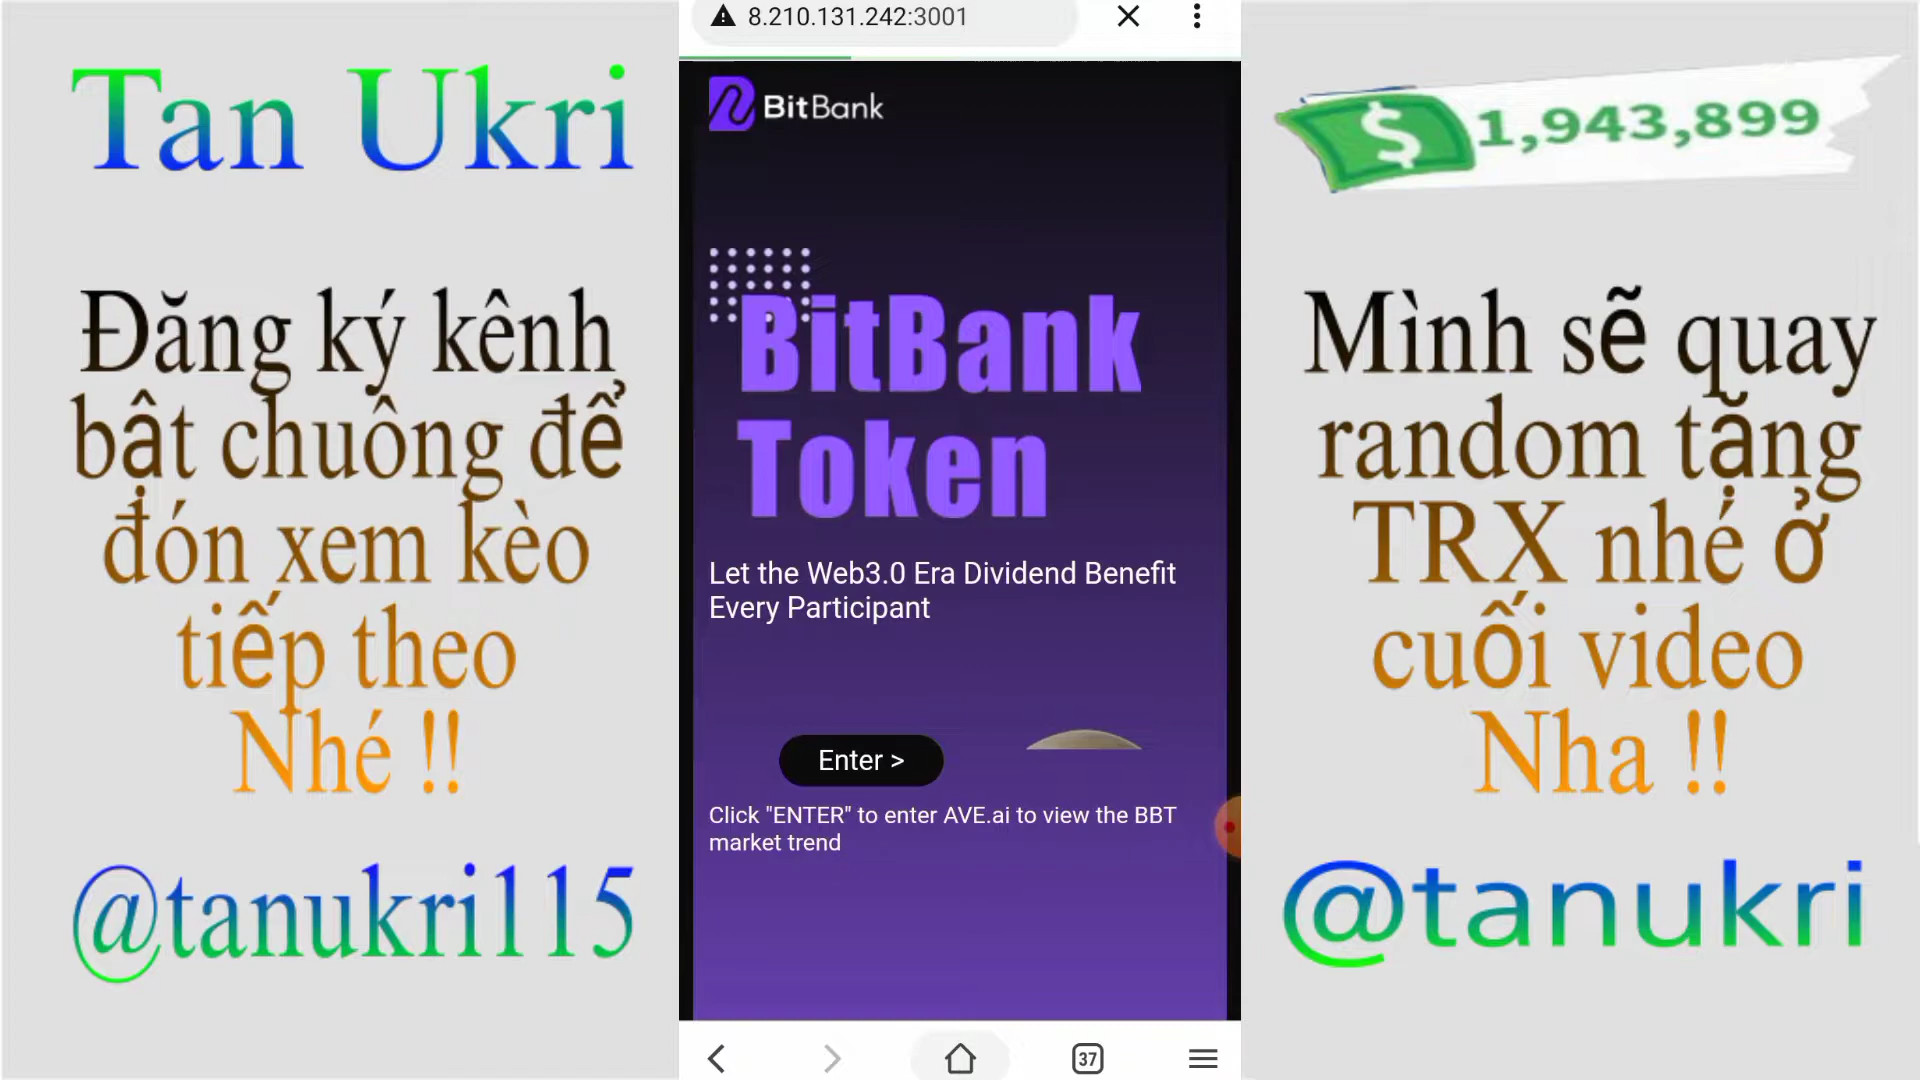 Tan Ukri
Đăng ký kênh
bật chuông để
đón xem kèo
tiếp theo
Nhé !!
@tanukri115
8.210.131.242:3001
BitBank
BitBank
Token
Let the Web3.0 Era Dividend Benefit
Every Participant
Enter >
Click "ENTER" to enter AVE.ai to view the BBT
market trend
37
$ 1,943,899
Mình sẽ quay
random tặng
TRX nhé ở
cuối video
Nha !!
@tanukri